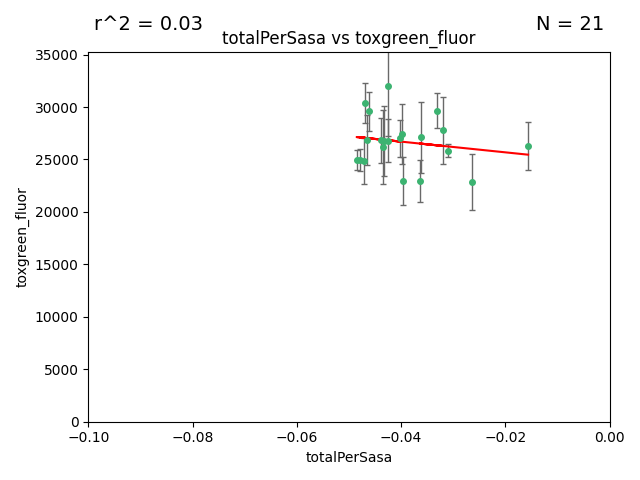 r^2 = 0.03
N = 21
totalPerSasa vs toxgreen_fluor
35000
30000
25000
20000
15000
10000
5000
0
toxgreen_fluor
−0.10
−0.08
−0.06
−0.04
−0.02
0.00
totalPerSasa